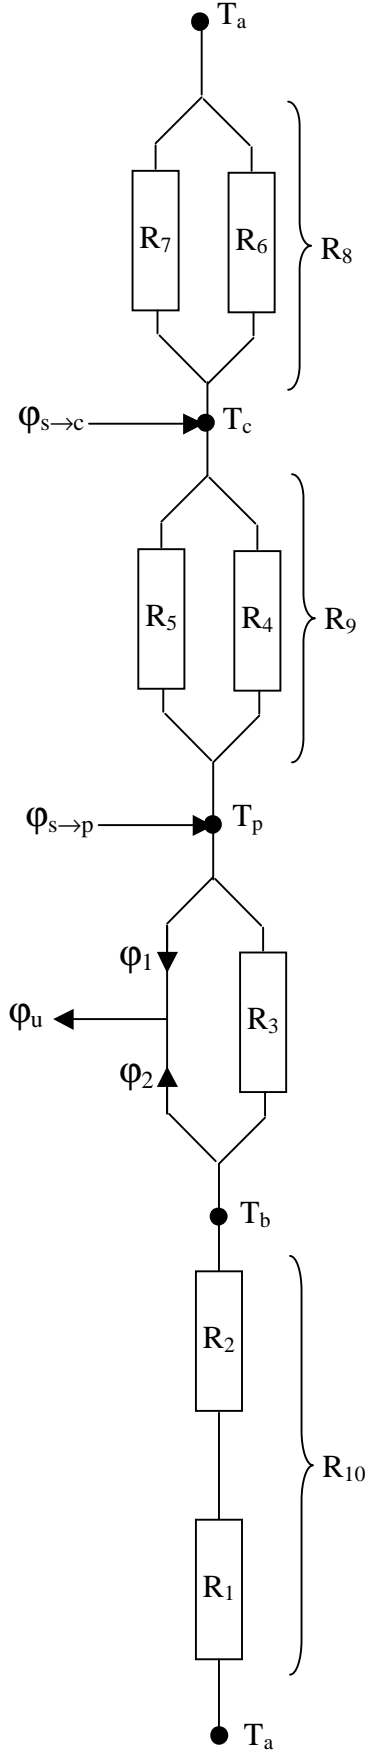 Tₐ
R₇ R₆ R₈
φₛ→c T꜀
R₅ R₄ R₉
φₛ→ₚ Tₚ
φ₁
φᵤ R₃
φ₂
T_b
R₂
R₁₀
R₁
Tₐ